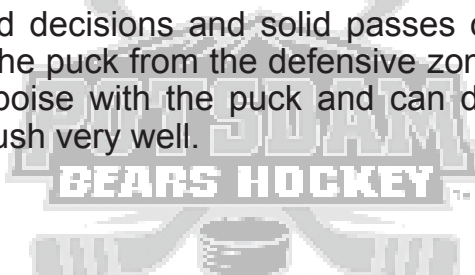 d decisions and solid passes
he puck from the defensive zon
poise with the puck and can d
ush very well.
POTSDAM
BEARS HOCKEY